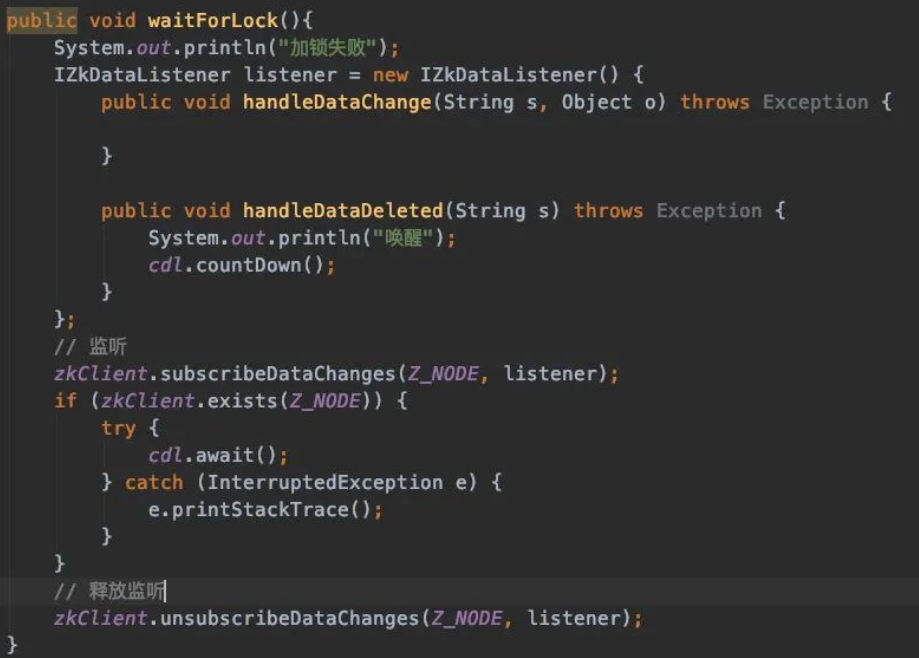 public void waitForLock(){
System.out.println("加锁失败");
IZkDataListener listener = new IZkDataListener() {
public void handleDataChange(String s, Object o) throws Exception {
}
public void handleDataDeleted(String s) throws Exception {
System.out.println("唤醒");
cdl.countDown();
}
};
// 监听
zkClient.subscribeDataChanges(Z_NODE, listener);
if (zkClient.exists(Z_NODE)) {
try {
cdl.await();
} catch (InterruptedException e) {
e.printStackTrace();
}
}
// 释放监听
zkClient.unsubscribeDataChanges(Z_NODE, listener);
}